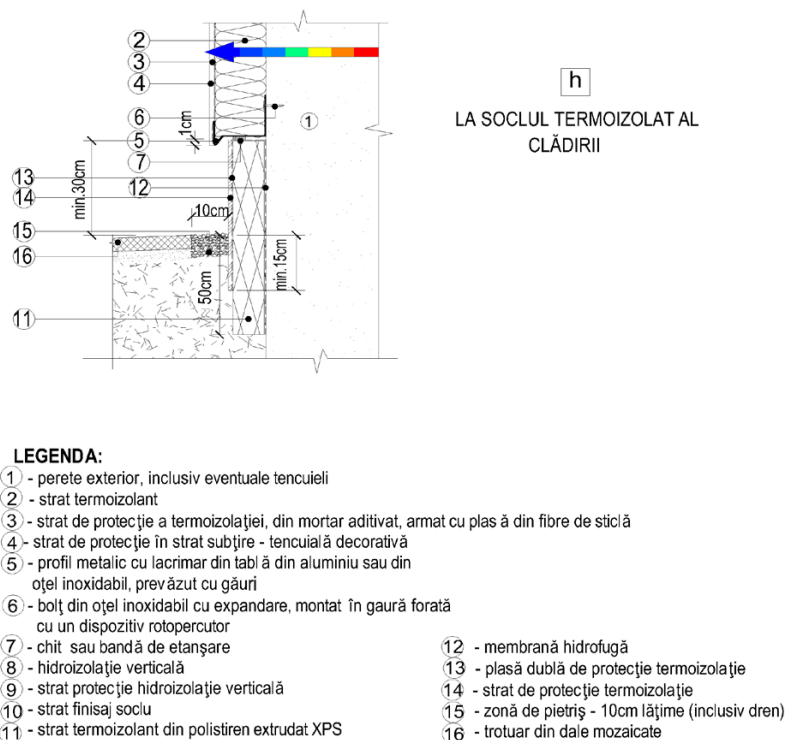 2
3
4
6
1cm
1
5
7
13
12
14
min.30cm
10cm
15
16
50cm
min.15cm
11
h
LA SOCLUL TERMOIZOLAT AL
CLĂDIRII
LEGENDA:
1 - perete exterior, inclusiv eventuale tencuieli
2 - strat termoizolant
3 - strat de protecţie a termoizolaţiei, din mortar aditivat, armat cu plas ă din fibre de sticlă
4 - strat de protecţie în strat subţire - tencuială decorativă
5 - profil metalic cu lacrimar din tablă din aluminiu sau din
oţel inoxidabil, prevăzut cu găuri
6 - bolţ din oţel inoxidabil cu expandare, montat în gaură forată
cu un dispozitiv rotopercutor
7 - chit sau bandă de etanşare
8 - hidroizolaţie verticală
9 - strat protecţie hidroizolaţie verticală
10 - strat finisaj soclu
11 - strat termoizolant din polistiren extrudat XPS
12 - membrană hidrofugă
13 - plasă dublă de protecţie termoizolaţie
14 - strat de protecţie termoizolaţie
15 - zonă de pietriş - 10cm lăţime (inclusiv dren)
16 - trotuar din dale mozaicate